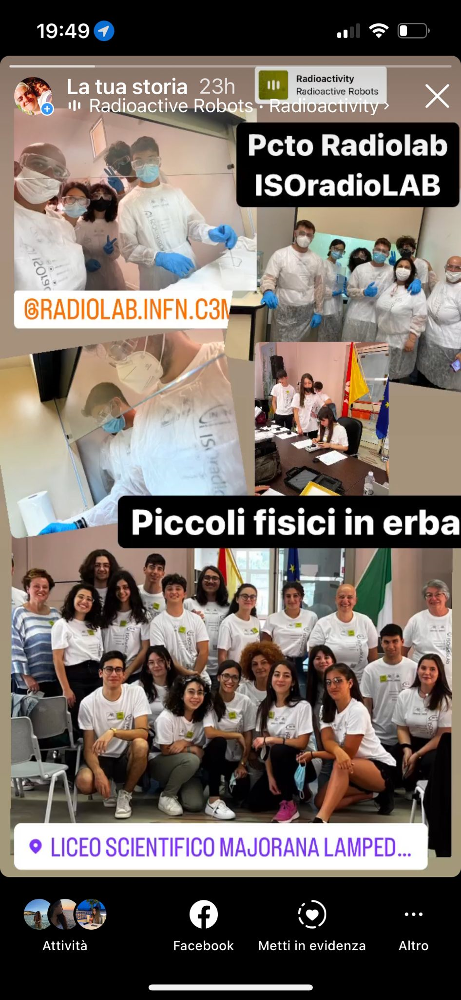 19:49
La tua storia 23h
Radioactivity
Radioactive Robots
Radioactive Robots • Radioactivity >
Pcto Radiolab
ISOradioLAB
@RADIOLAB.INFN.C3M
Piccoli fisici in erba
ISOradioLAB
LICEO SCIENTIFICO MAJORANA LAMPED...
Attività
Facebook
Metti in evidenza
Altro